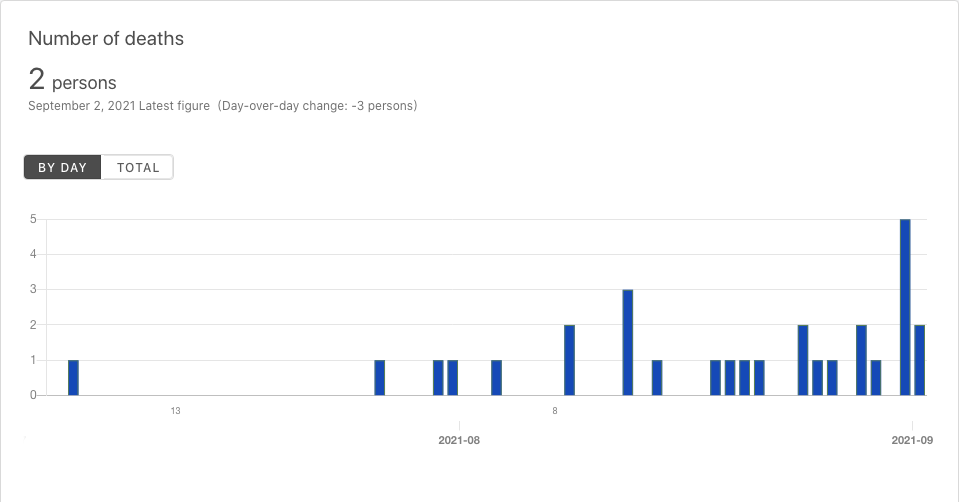 Number of deaths
2 persons
September 2, 2021 Latest figure (Day-over-day change: -3 persons)
BY DAY TOTAL
5
4
3
2
1
0
13 8
2021-08 2021-09